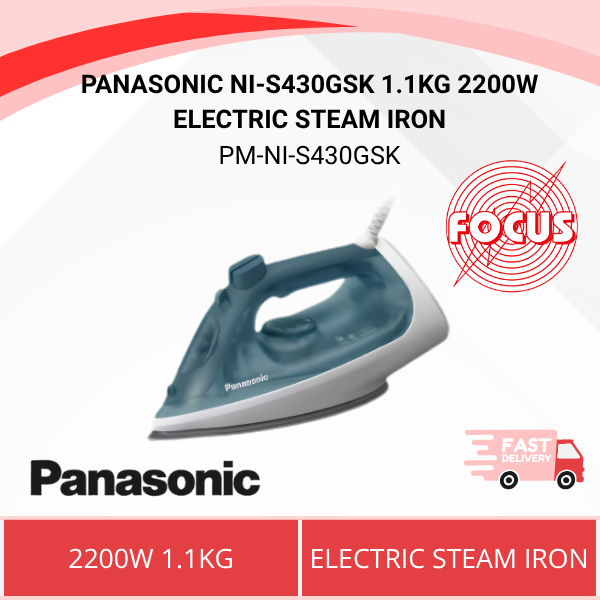 PANASONIC NI-S430GSK 1.1KG 2200W
ELECTRIC STEAM IRON
PM-NI-S430GSK
FOCUS
Panasonic
FAST
DELIVERY
Panasonic
2200W 1.1KG
ELECTRIC STEAM IRON